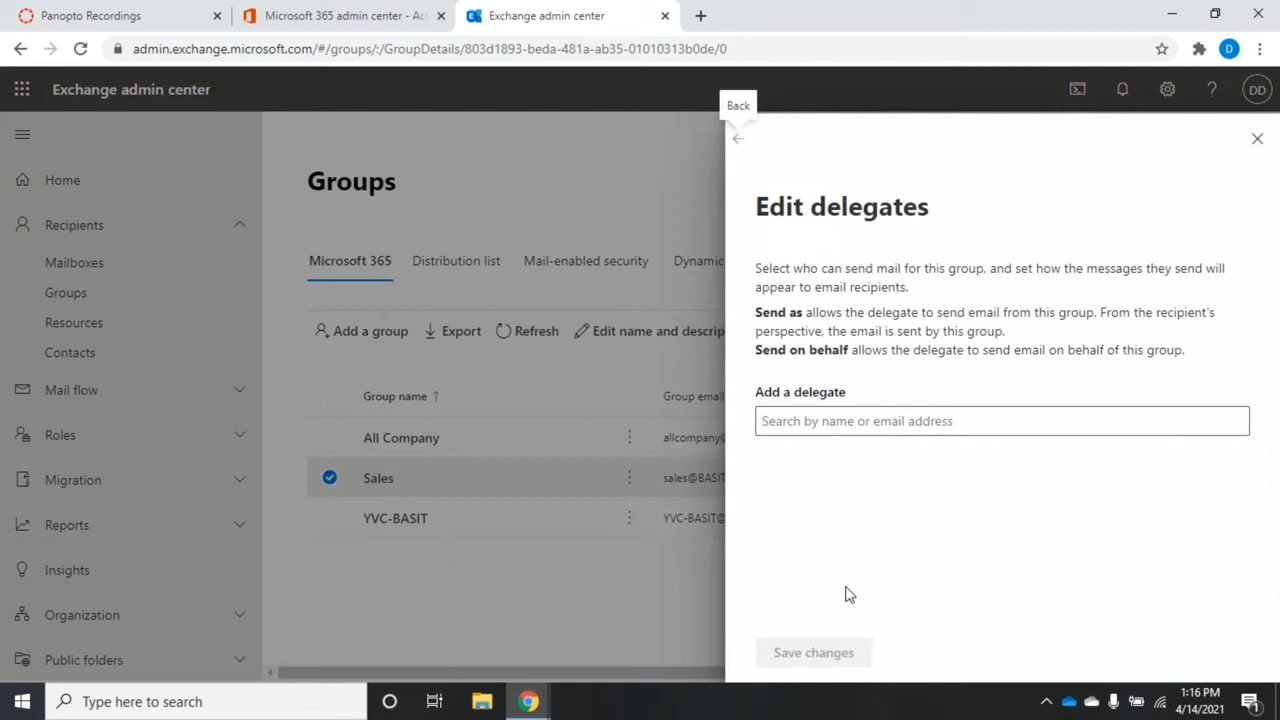 Panopto Recordings
Microsoft 365 admin center - Act
Exchange admin center
admin.exchange.microsoft.com/#/groups/:/GroupDetails/803d1893-beda-481a-ab35-01010313b0de/0
D
Exchange admin center
DD
Back
Home
Recipients
Mailboxes
Groups
Resources
Contacts
Mail flow
Roles
Migration
Reports
Insights
Organization
Public folders
Groups
Microsoft 365 Distribution list Mail-enabled security Dynamic
Add a group Export Refresh Edit name and descrip
Group name ↑ Group email
All Company allcompany@
Sales sales@BASIT
YVC-BASIT YVC-BASIT@
Edit delegates
Select who can send mail for this group, and set how the messages they send will
appear to email recipients.
Send as allows the delegate to send email from this group. From the recipient's
perspective, the email is sent by this group.
Send on behalf allows the delegate to send email on behalf of this group.
Add a delegate
Search by name or email address
Save changes
Type here to search
1:16 PM
4/14/2021
1